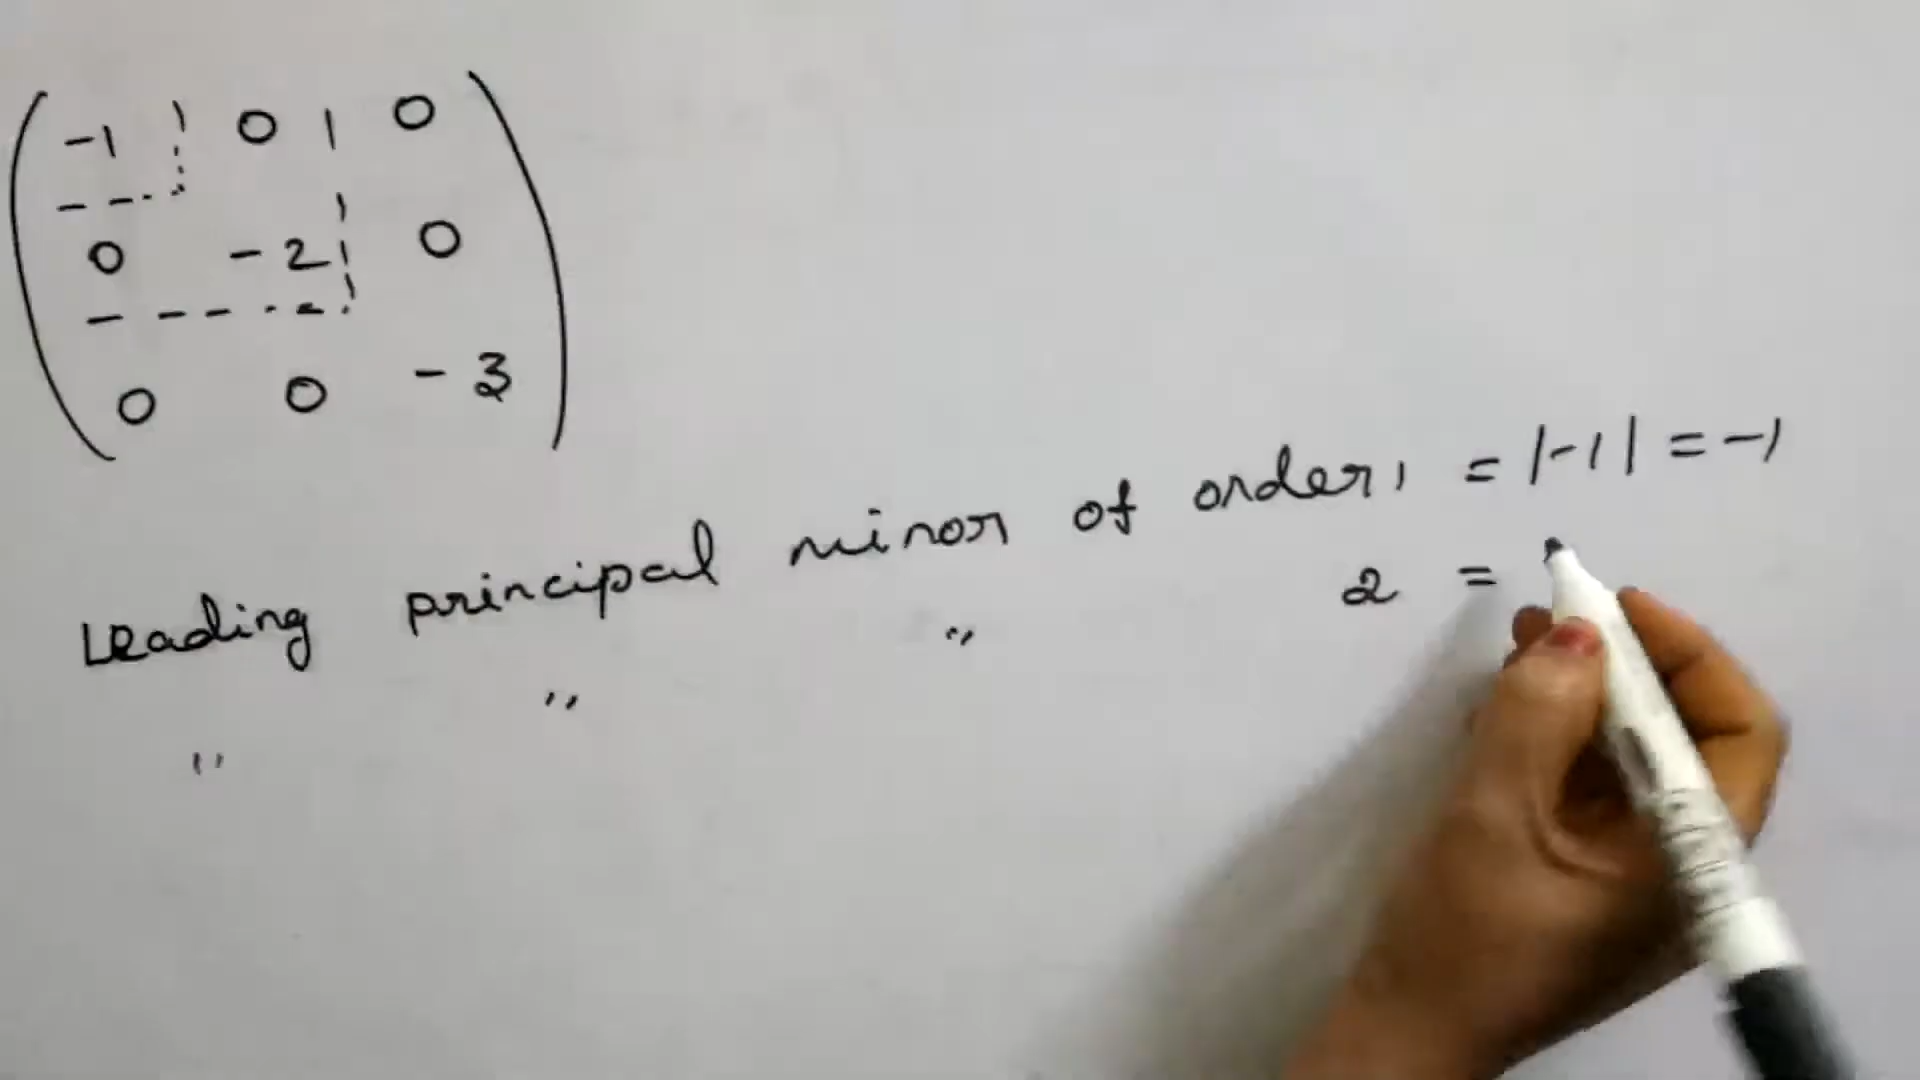 -1 0 0
0 -2 0
0 0 -3
Leading principal minor of order 1 = |-1| = -1
" " " 2 =